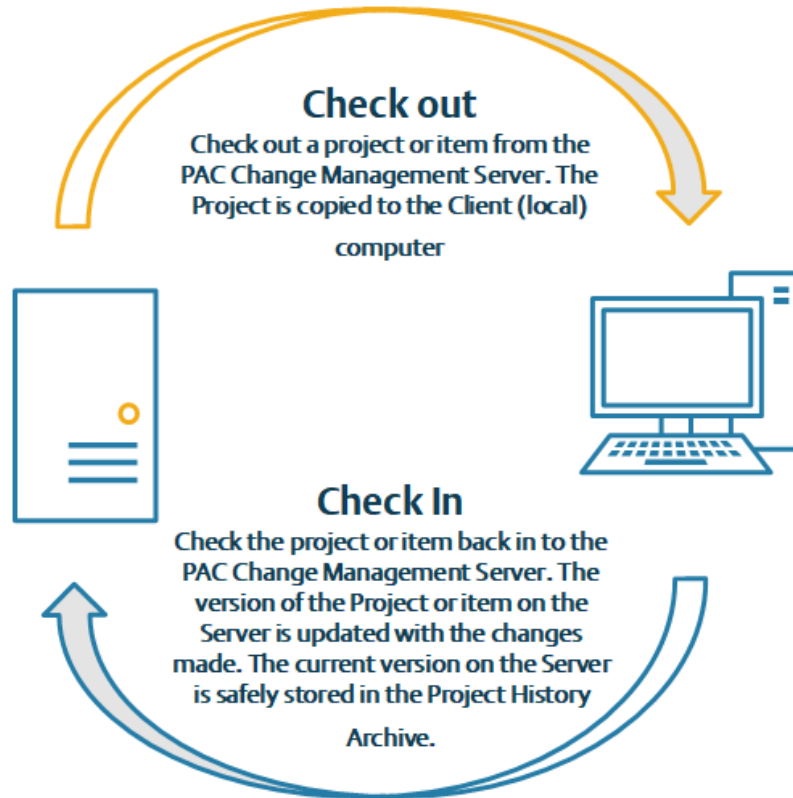 Check out
Check out a project or item from the
PAC Change Management Server. The
Project is copied to the Client (local)
computer
Check In
Check the project or item back in to the
PAC Change Management Server. The
version of the Project or item on the
Server is updated with the changes
made. The current version on the Server
is safely stored in the Project History
Archive.